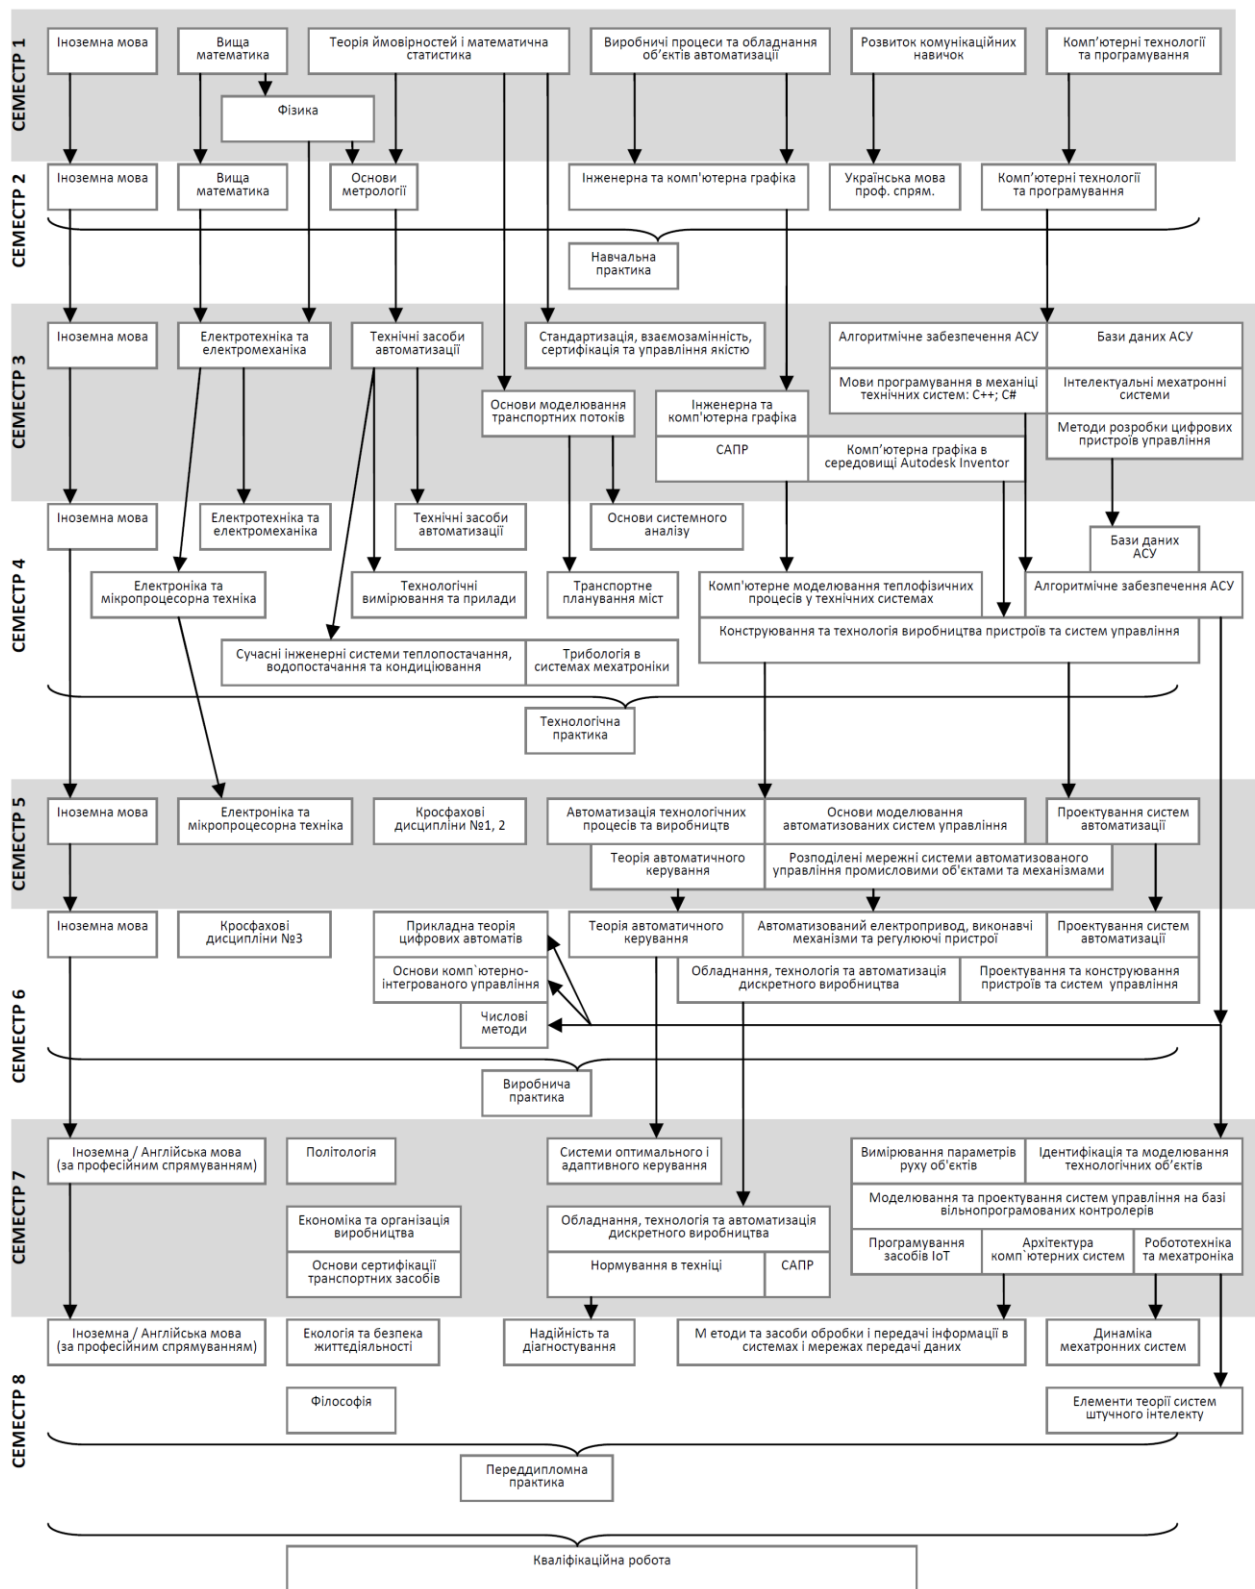 СЕМЕСТР 1
Іноземна мова
Вища
математика
Теорія ймовірностей і математична
статистика
Виробничі процеси та обладнання
об’єктів автоматизації
Розвиток комунікаційних
навичок
Комп’ютерні технології
та програмування
Фізика
СЕМЕСТР 2
Іноземна мова
Вища
математика
Основи
метрології
Інженерна та комп'ютерна графіка
Українська мова
проф. спрям.
Комп’ютерні технології
та програмування
Навчальна
практика
СЕМЕСТР 3
Іноземна мова
Електротехніка та
електромеханіка
Технічні засоби
автоматизації
Стандартизація, взаємозамінність,
сертифікація та управління якістю
Алгоритмічне забезпечення АСУ
Бази даних АСУ
Мови програмування в механіці
технічних систем: C++; C#
Інтелектуальні мехатронні
системи
Основи моделювання
транспортних потоків
Інженерна та
комп'ютерна графіка
Методи розробки цифрових
пристроїв управління
САПР
Комп’ютерна графіка в
середовищі Autodesk Inventor
СЕМЕСТР 4
Іноземна мова
Електротехніка та
електромеханіка
Технічні засоби
автоматизації
Основи системного
аналізу
Бази даних
АСУ
Електроніка та
мікропроцесорна техніка
Технологічні
вимірювання та прилади
Транспортне
планування міст
Комп'ютерне моделювання теплофізичних
процесів у технічних системах
Алгоритмічне забезпечення АСУ
Конструювання та технологія виробництва пристроїв та систем управління
Сучасні інженерні системи теплопостачання,
водопостачання та кондиціювання
Трибологія в
системах мехатроніки
Технологічна
практика
СЕМЕСТР 5
Іноземна мова
Електроніка та
мікропроцесорна техніка
Кросфахові
дисципліни №1, 2
Автоматизація технологічних
процесів та виробництв
Основи моделювання
автоматизованих систем управління
Проектування систем
автоматизації
Теорія автоматичного
керування
Розподілені мережні системи автоматизованого
управління промисловими об'єктами та механізмами
СЕМЕСТР 6
Іноземна мова
Кросфахові
дисципліни №3
Прикладна теорія
цифрових автоматів
Теорія автоматичного
керування
Автоматизований електропривод, виконавчі
механізми та регулюючі пристрої
Проектування систем
автоматизації
Основи комп`ютерно-
інтегрованого управління
Обладнання, технологія та автоматизація
дискретного виробництва
Проектування та конструювання
пристроїв та систем управління
Числові
методи
Виробнича
практика
СЕМЕСТР 7
Іноземна / Англійська мова
(за професійним спрямуванням)
Політологія
Системи оптимального і
адаптивного керування
Вимірювання параметрів
руху об'єктів
Ідентифікація та моделювання
технологічних об’єктів
Моделювання та проектування систем управління на базі
вільнопрограмованих контролерів
Економіка та організація
виробництва
Обладнання, технологія та автоматизація
дискретного виробництва
Програмування
засобів IoT
Архітектура
комп`ютерних систем
Робототехніка
та мехатроніка
Основи сертифікації
транспортних засобів
Нормування в техніці
САПР
СЕМЕСТР 8
Іноземна / Англійська мова
(за професійним спрямуванням)
Екологія та безпека
життєдіяльності
Надійність та
діагностування
М етоди та засоби обробки і передачі інформації в
системах і мережах передачі даних
Динаміка
мехатронних систем
Філософія
Елементи теорії систем
штучного інтелекту
Переддипломна
практика
Кваліфікаційна робота